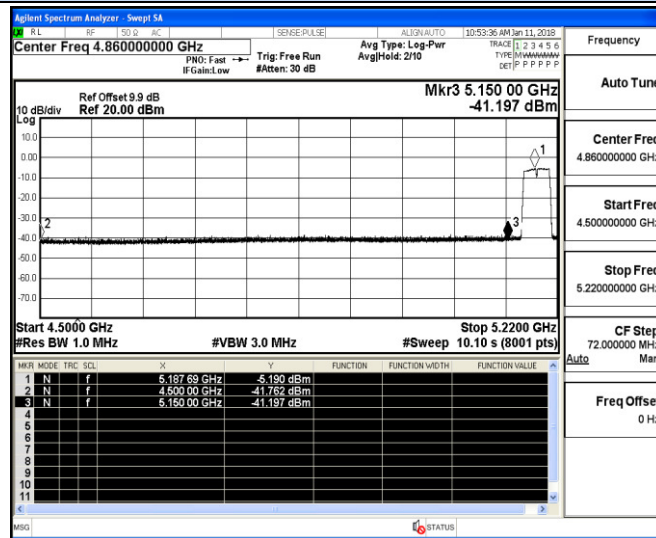 Agilent Spectrum Analyzer - Swept SA
RL RF 50 Ω AC SENSE:PULSE ALIGNAUTO 10:53:36 AM Jan 11, 2018
Center Freq 4.860000000 GHz Avg Type: Log-Pwr TRACE 1 2 3 4 5 6
PNO: Fast Trig: Free Run Avg|Hold: 2/10 TYPE MWWWWW
IFGain:Low #Atten: 30 dB DET P P P P P P
Ref Offset 9.9 dB Mkr3 5.150 00 GHz
10 dB/div Ref 20.00 dBm -41.197 dBm
Log
10.0
0.00
-10.0
-20.0
-30.0
-40.0
-50.0
-60.0
-70.0
1
2
3
Start 4.5000 GHz Stop 5.2200 GHz
#Res BW 1.0 MHz #VBW 3.0 MHz #Sweep 10.10 s (8001 pts)
MKR MODE TRC SCL X Y FUNCTION FUNCTION WIDTH FUNCTION VALUE
1 N f 5.187 69 GHz -5.190 dBm
2 N f 4.500 00 GHz -41.762 dBm
3 N f 5.150 00 GHz -41.197 dBm
4
5
6
7
8
9
10
11
MSG STATUS
Frequency
Auto Tune
Center Freq
4.860000000 GHz
Start Freq
4.500000000 GHz
Stop Freq
5.220000000 GHz
CF Step
72.000000 MHz
Auto Man
Freq Offset
0 Hz